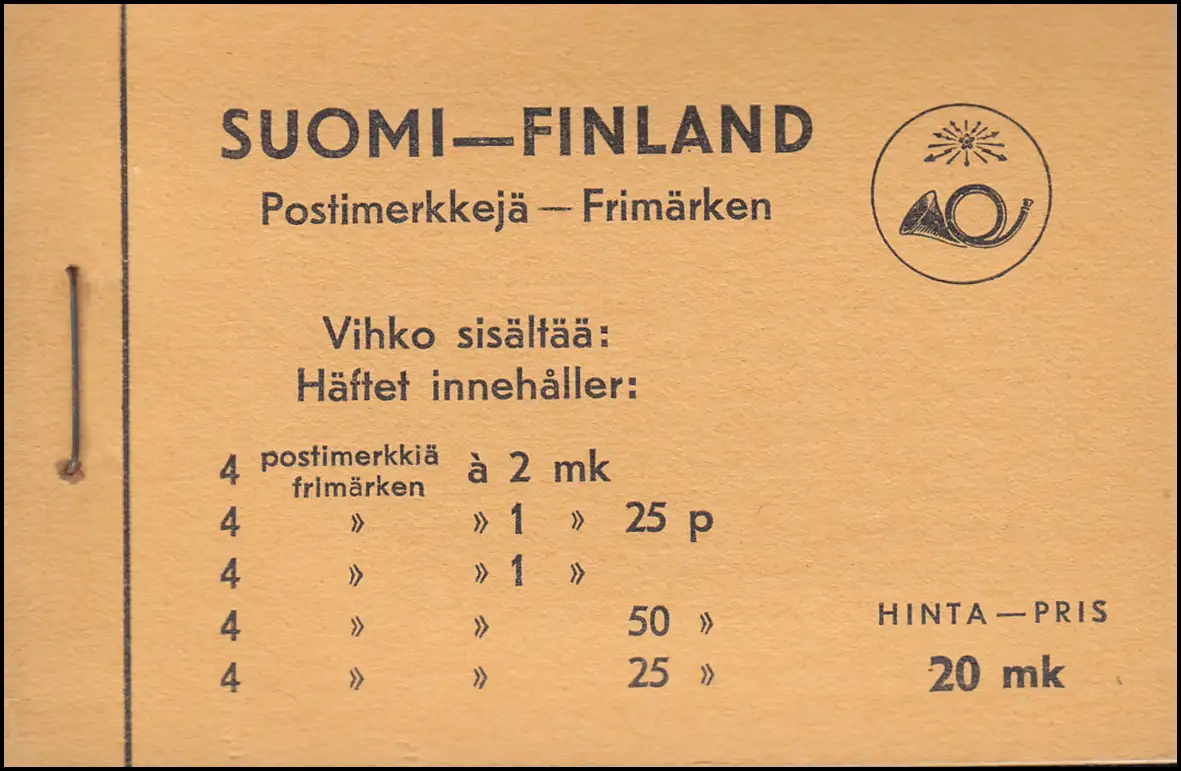 SUOMI—FINLAND
Postimerkkejä — Frimärken
Vihko sisältää:
Häftet innehåller:
4 postimerkkiä à 2 mk
frimärken
4 » » 1 » 25 p
4 » » 1 »
4 » » 50 »
4 » » 25 »
HINTA — PRIS
20 mk